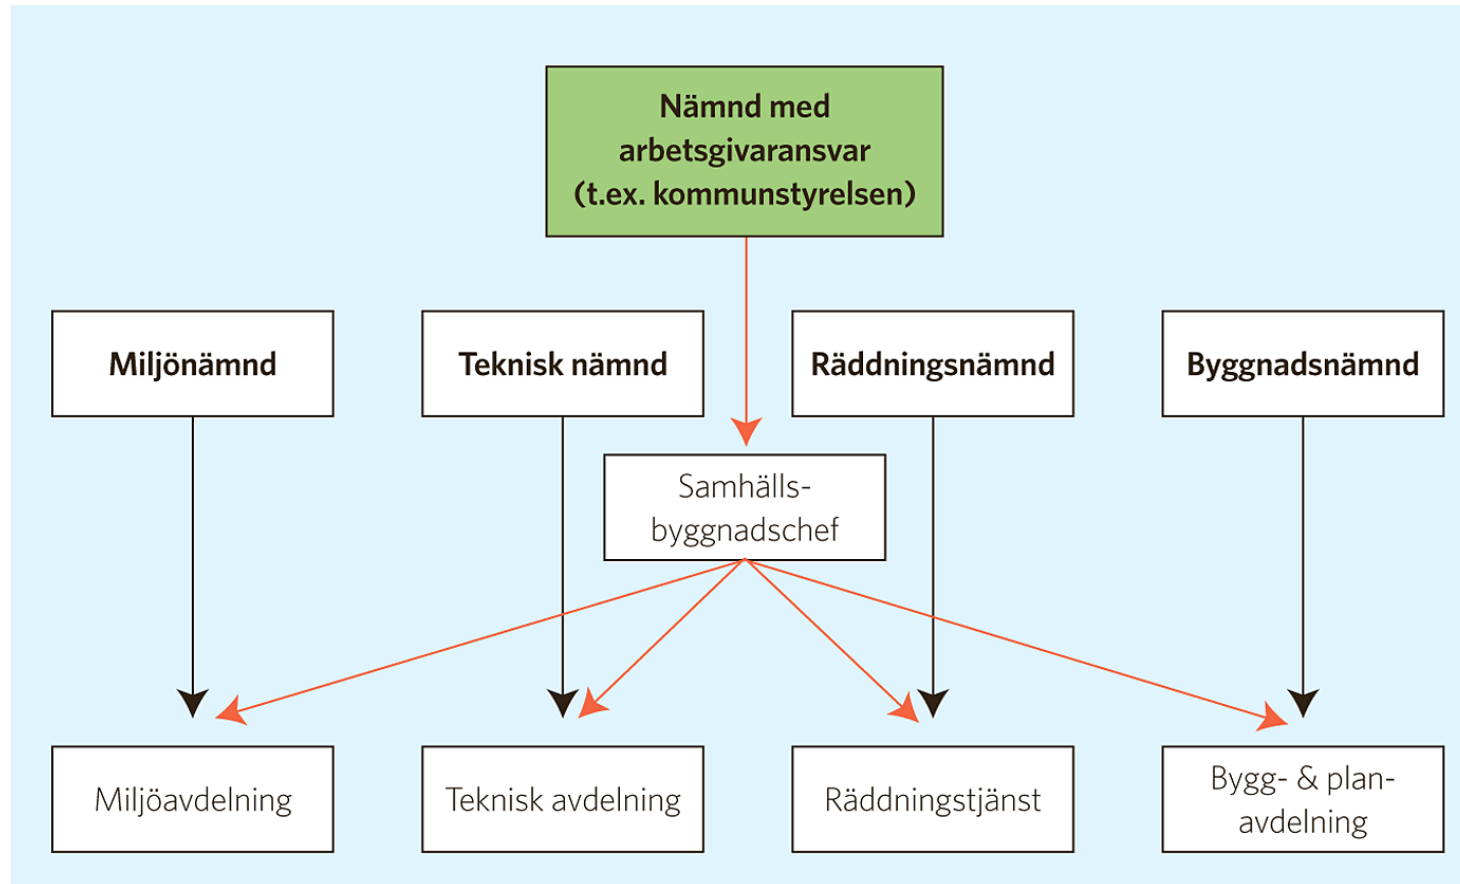 Nämnd med
arbetsgivaransvar
(t.ex. kommunstyrelsen)
Miljönämnd
Teknisk nämnd
Räddningsnämnd
Byggnadsnämnd
Samhälls-
byggnadschef
Miljöavdelning
Teknisk avdelning
Räddningstjänst
Bygg- & plan-
avdelning